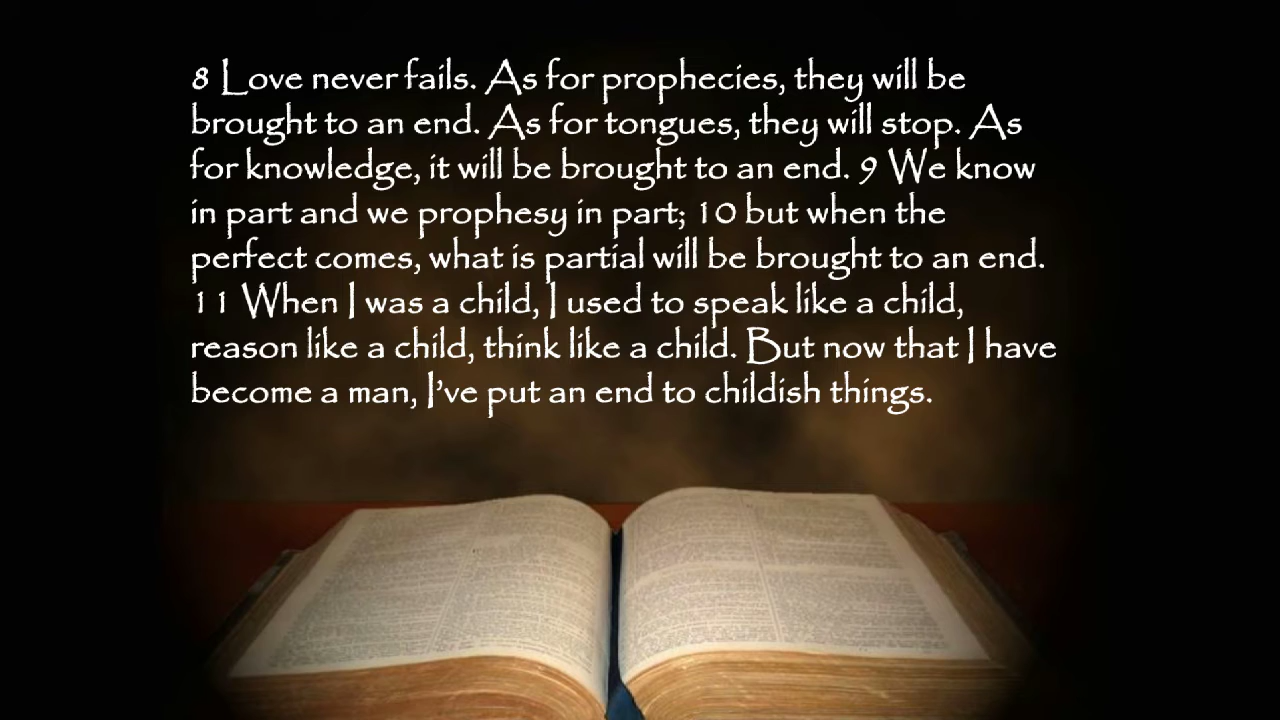 8 Love never fails. As for prophecies, they will be
brought to an end. As for tongues, they will stop. As
for knowledge, it will be brought to an end. 9 We know
in part and we prophesy in part; 10 but when the
perfect comes, what is partial will be brought to an end.
11 When I was a child, I used to speak like a child,
reason like a child, think like a child. But now that I have
become a man, I’ve put an end to childish things.